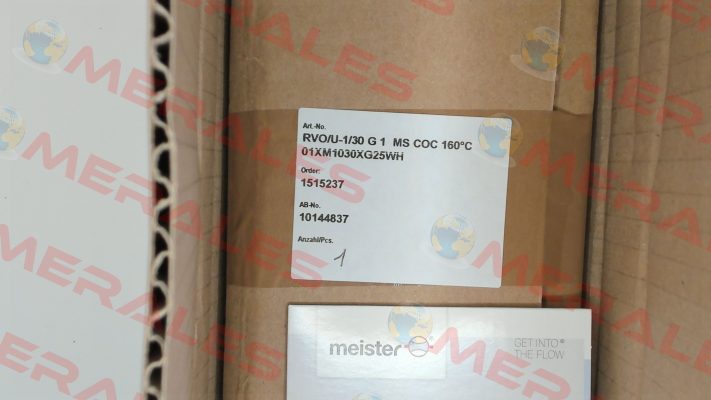 Art.-No.
RVO/U-1/30 G 1 MS COC 160°C
01XM1030XG25WH
Order:
1515237
AB-No.
10144837
Anzahl/Pcs.
1
meister
GET INTO
THE FLOW
MERALES
MERALES
MERALES
MERALES
MERALES